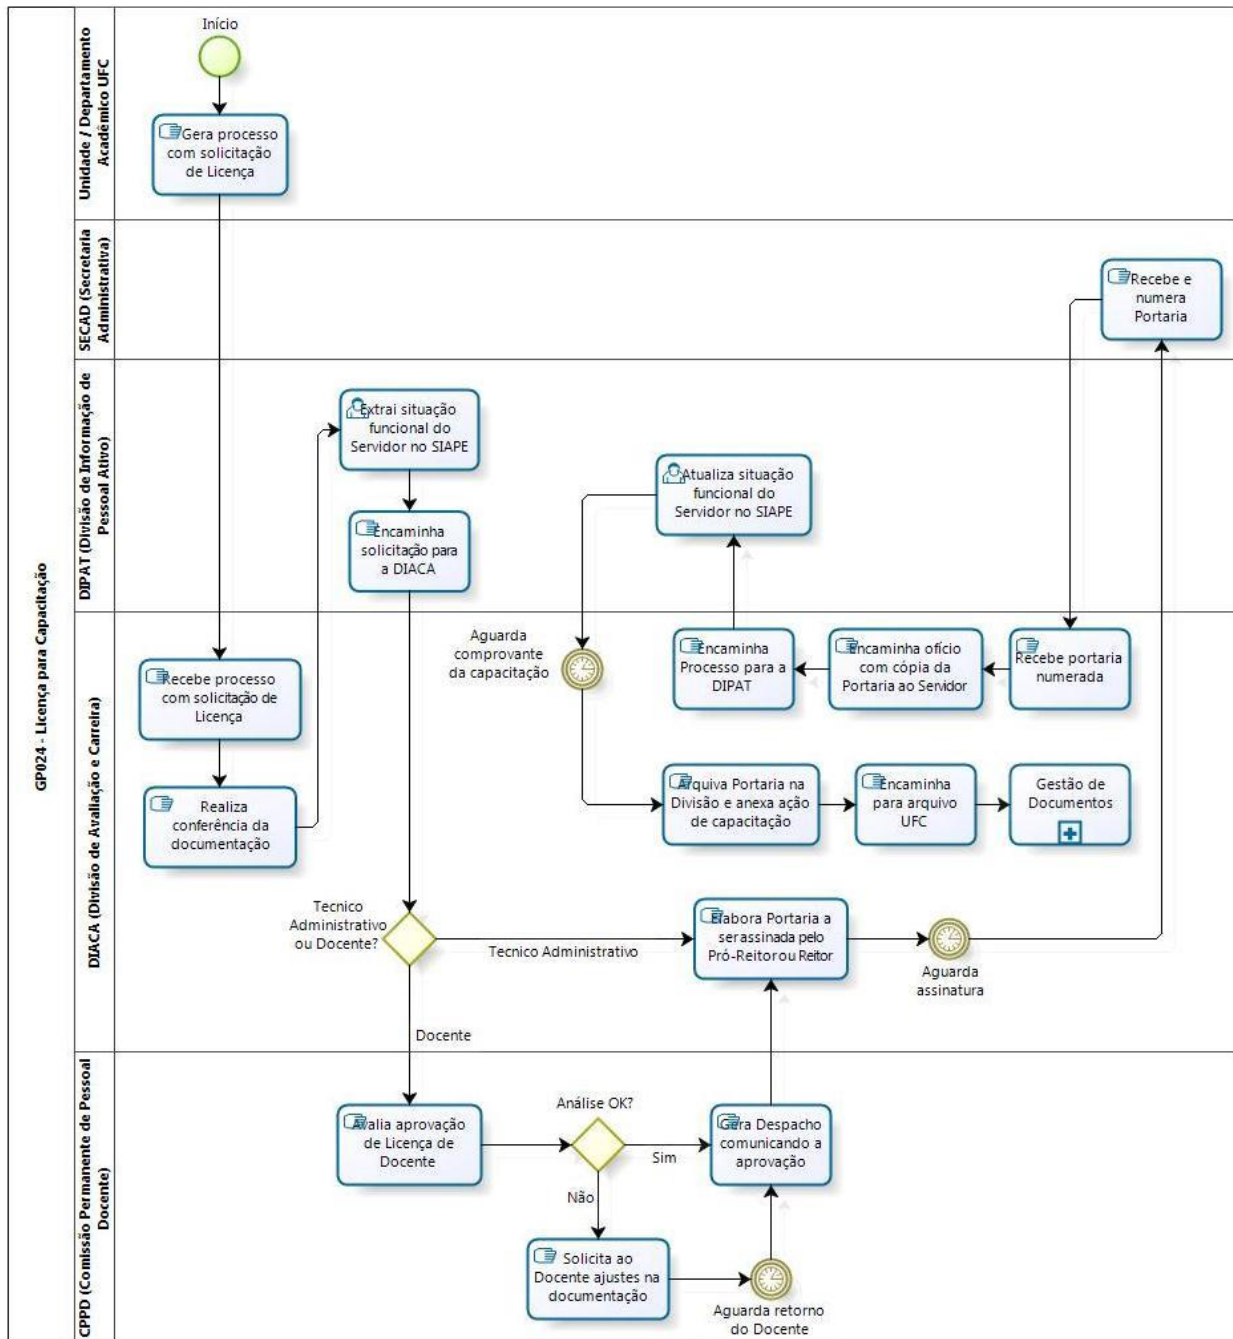 GP024 - Licença para Capacitação
Unidade / Departamento
Acadêmico UFC
Início
Gera processo
com solicitação
de Licença
SECAD (Secretaria
Administrativa)
Recebe e
numera
Portaria
DIPAT (Divisão de Informação de
Pessoal Ativo)
Extrai situação
funcional do
Servidor no SIAPE
Encaminha
solicitação para
a DIACA
Atualiza situação
funcional do
Servidor no SIAPE
DIACA (Divisão de Avaliação e Carreira)
Recebe processo
com solicitação de
Licença
Realiza
conferência da
documentação
Aguarda
comprovante
da capacitação
Encaminha
Processo para a
DIPAT
Encaminha ofício
com cópia da
Portaria ao Servidor
Recebe portaria
numerada
Arquiva Portaria na
Divisão e anexa ação
de capacitação
Encaminha
para arquivo
UFC
Gestão de
Documentos
Tecnico
Administrativo
ou Docente?
Tecnico Administrativo
Docente
Elabora Portaria a
ser assinada pelo
Pró-Reitor ou Reitor
Aguarda
assinatura
CPPD (Comissão Permanente de Pessoal
Docente)
Avalia aprovação
de Licença de
Docente
Análise OK?
Sim
Não
Gera Despacho
comunicando a
aprovação
Solicita ao
Docente ajustes na
documentação
Aguarda retorno
do Docente